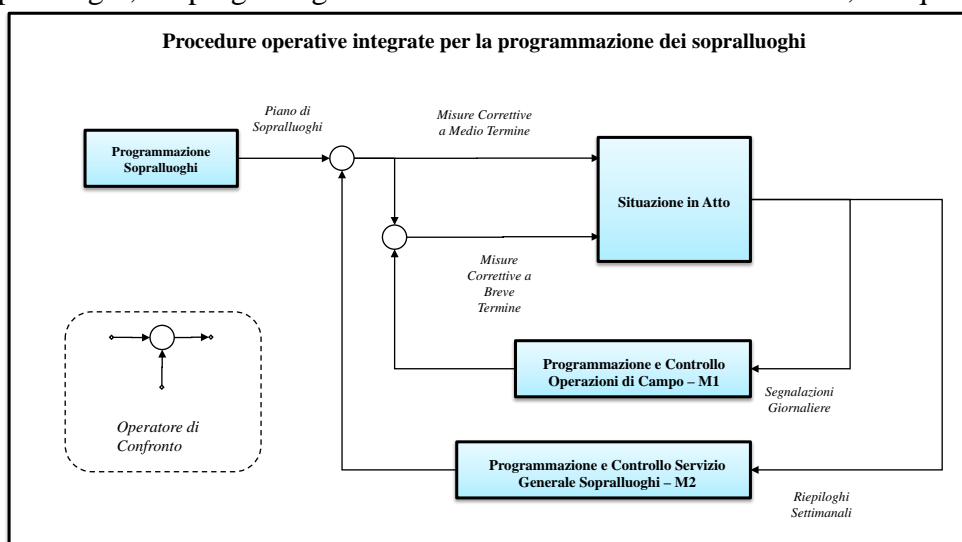 Procedure operative integrate per la programmazione dei sopralluoghi
Piano di
Sopralluoghi
Misure Correttive
a Medio Termine
Programmazione
Sopralluoghi
Situazione in Atto
Misure
Correttive a
Breve
Termine
Programmazione e Controllo
Operazioni di Campo – M1
Segnalazioni
Giornaliere
Operatore di
Confronto
Programmazione e Controllo Servizio
Generale Sopralluoghi – M2
Riepiloghi
Settimanali